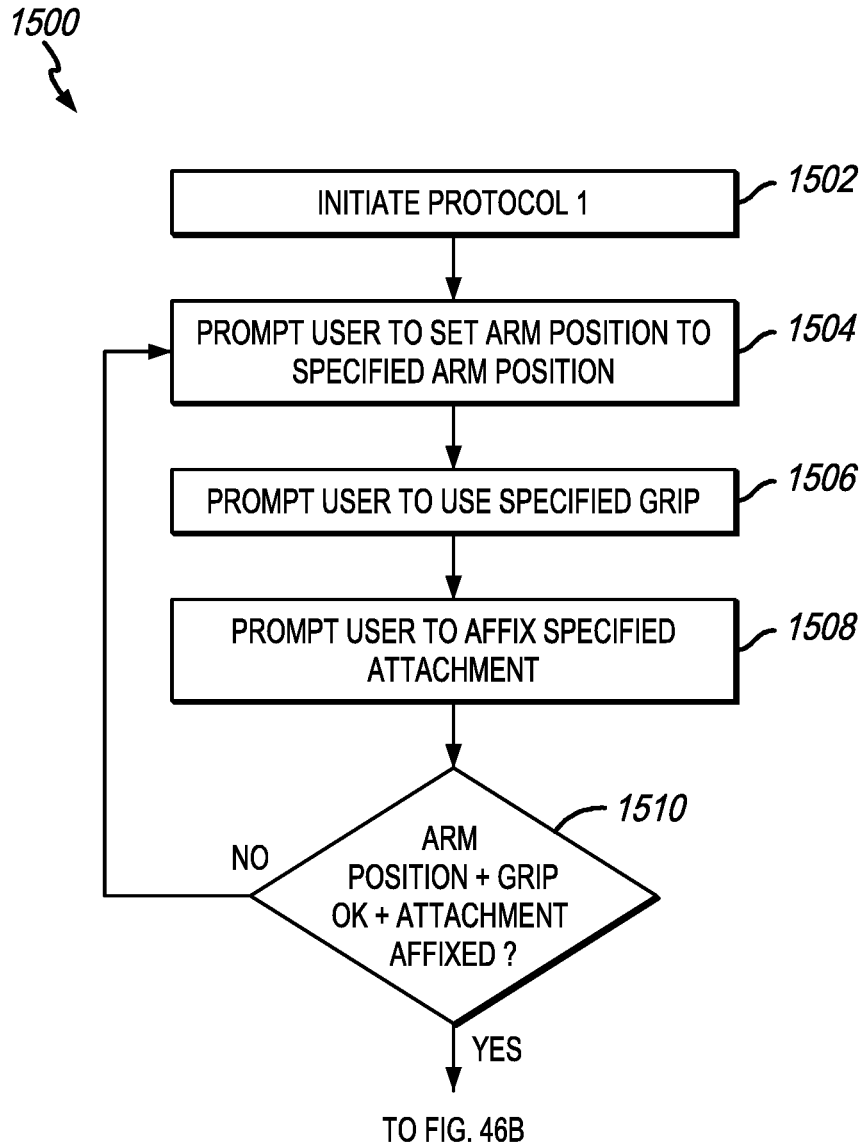 1500
INITIATE PROTOCOL 1
1502
PROMPT USER TO SET ARM POSITION TO
SPECIFIED ARM POSITION
1504
PROMPT USER TO USE SPECIFIED GRIP
1506
PROMPT USER TO AFFIX SPECIFIED
ATTACHMENT
1508
ARM
POSITION + GRIP
OK + ATTACHMENT
AFFIXED ?
1510
NO
YES
TO FIG. 46B